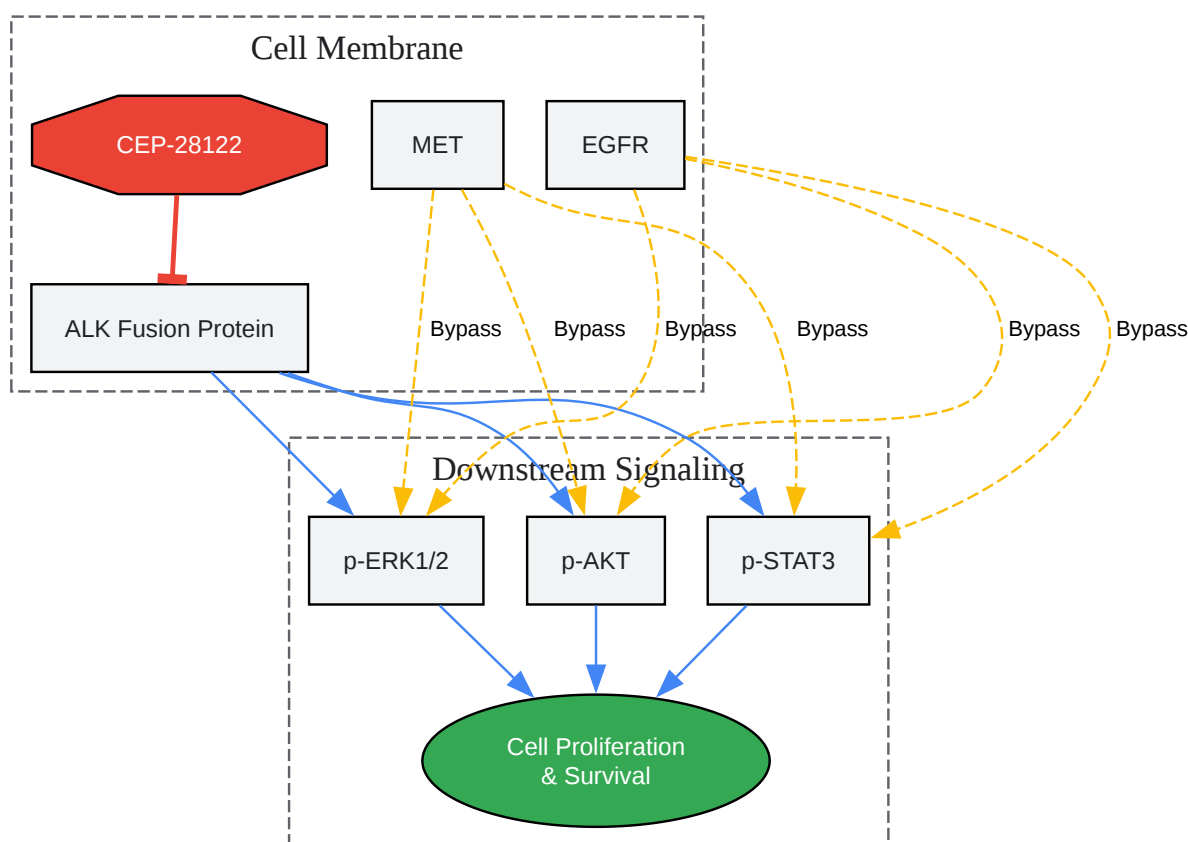 Cell Membrane
CEP-28122
MET
EGFR
ALK Fusion Protein
Bypass
Bypass
Bypass
Bypass
Bypass
Bypass
Downstream Signaling
p-ERK1/2
p-AKT
p-STAT3
Cell Proliferation
& Survival